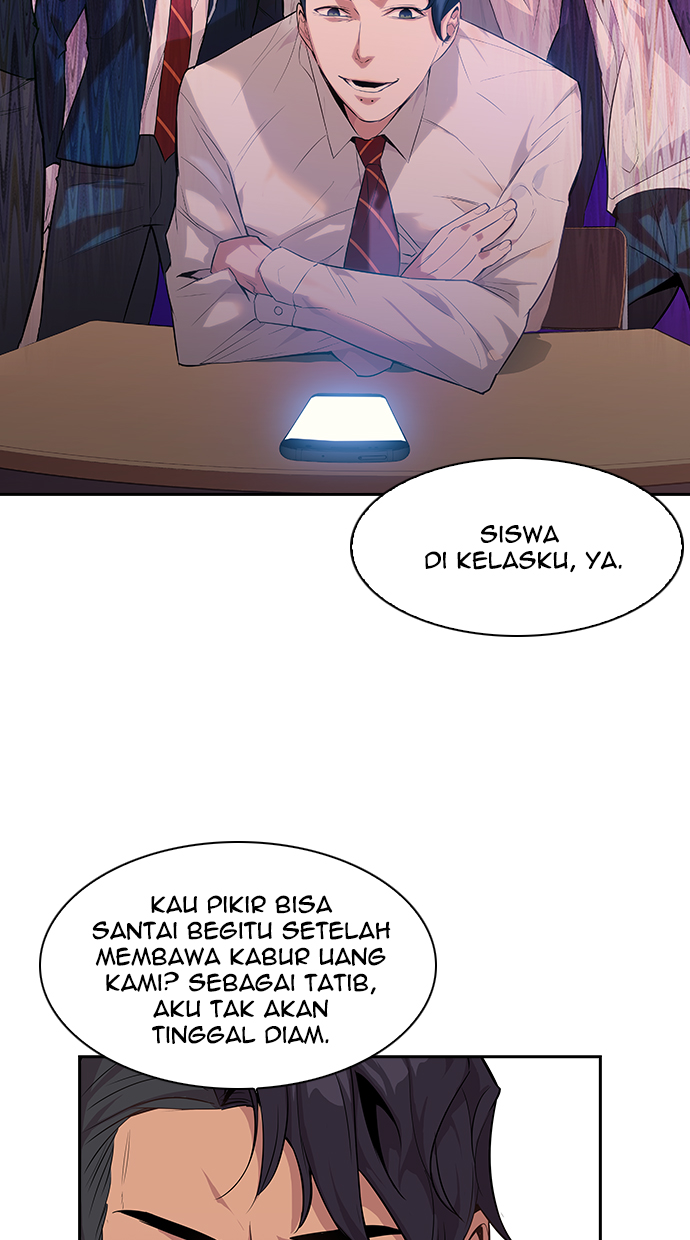 SISWA
DI KELASKU, YA.
KAU PIKIR BISA
SANTAI BEGITU SETELAH
MEMBAWA KABUR UANG
KAMI? SEBAGAI TATIB,
AKU TAK AKAN
TINGGAL DIAM.